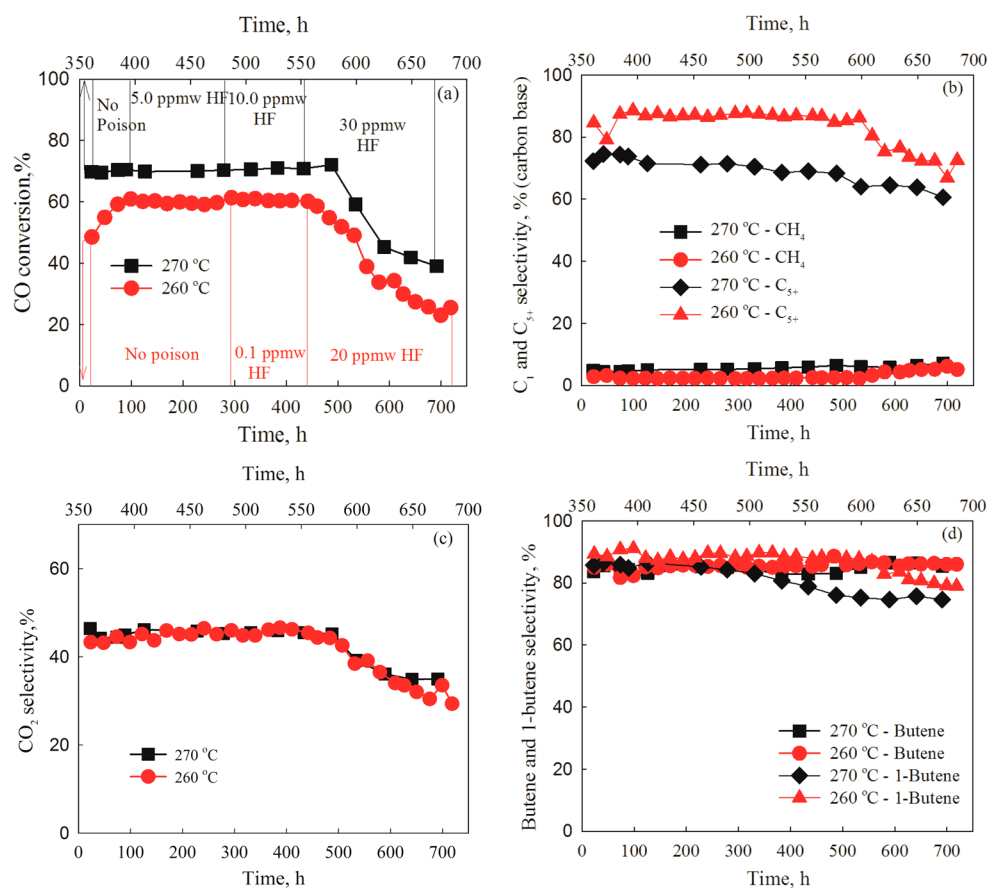 Time, h
350 400 450 500 550 600 650 700
100
80
60
40
20
0
CO conversion,%
No
Poison
5.0 ppmw HF
10.0 ppmw
HF
30 ppmw
HF
(a)
270 °C
260 °C
No poison
0.1 ppmw
HF
20 ppmw HF
0 100 200 300 400 500 600 700
Time, h
Time, h
350 400 450 500 550 600 650 700
100
80
60
40
20
0
C₁ and C₅₊ selectivity, %(carbon base)
(b)
270 °C - CH₄
260 °C - CH₄
270 °C - C₅₊
260 °C - C₅₊
0 100 200 300 400 500 600 700
Time, h
Time, h
350 400 450 500 550 600 650 700
60
40
20
0
CO₂ selectivity,%
(c)
270 °C
260 °C
0 100 200 300 400 500 600 700
Time, h
Time, h
350 400 450 500 550 600 650 700
100
80
60
40
20
0
Butene and 1-butene selectivity, %
(d)
270 °C - Butene
260 °C - Butene
270 °C - 1-Butene
260 °C - 1-Butene
0 100 200 300 400 500 600 700
Time, h